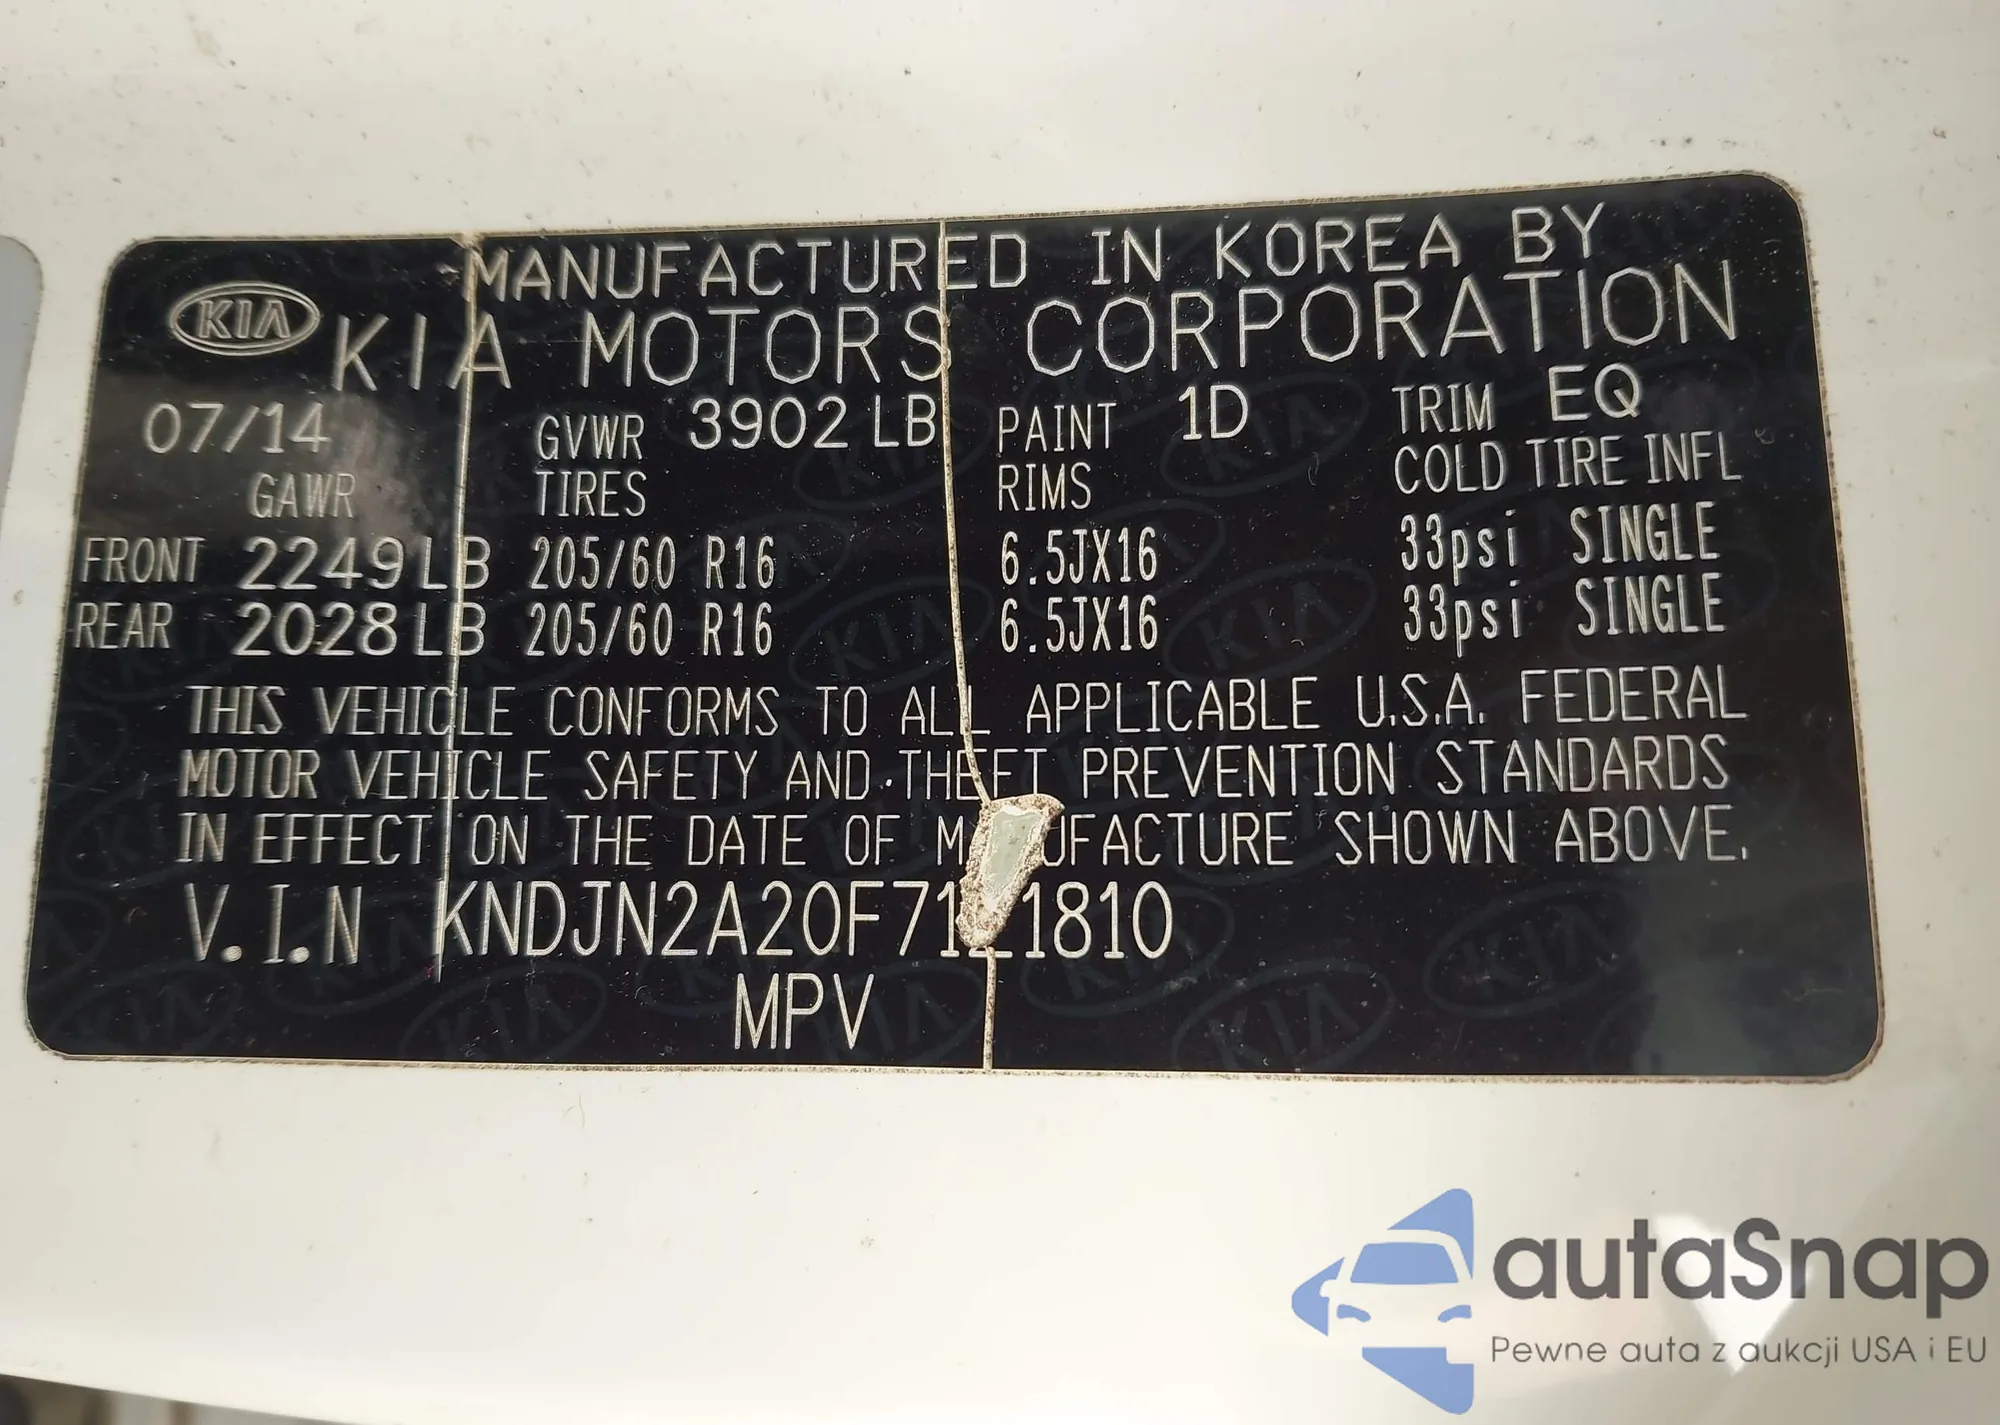 MANUFACTURED IN KOREA BY
KIA KIA MOTORS CORPORATION
07/14 GVWR 3902 LB PAINT 1D TRIM EQ
GAWR TIRES RIMS COLD TIRE INFL
FRONT 2249 LB 205/60 R16 6.5JX16 33psi SINGLE
REAR 2028 LB 205/60 R16 6.5JX16 33psi SINGLE
THIS VEHICLE CONFORMS TO ALL APPLICABLE U.S.A. FEDERAL
MOTOR VEHICLE SAFETY AND THEFT PREVENTION STANDARDS
IN EFFECT ON THE DATE OF MANUFACTURE SHOWN ABOVE.
V.I.N
MPV
autaSnap
Pewne auta z aukcji USA i EU